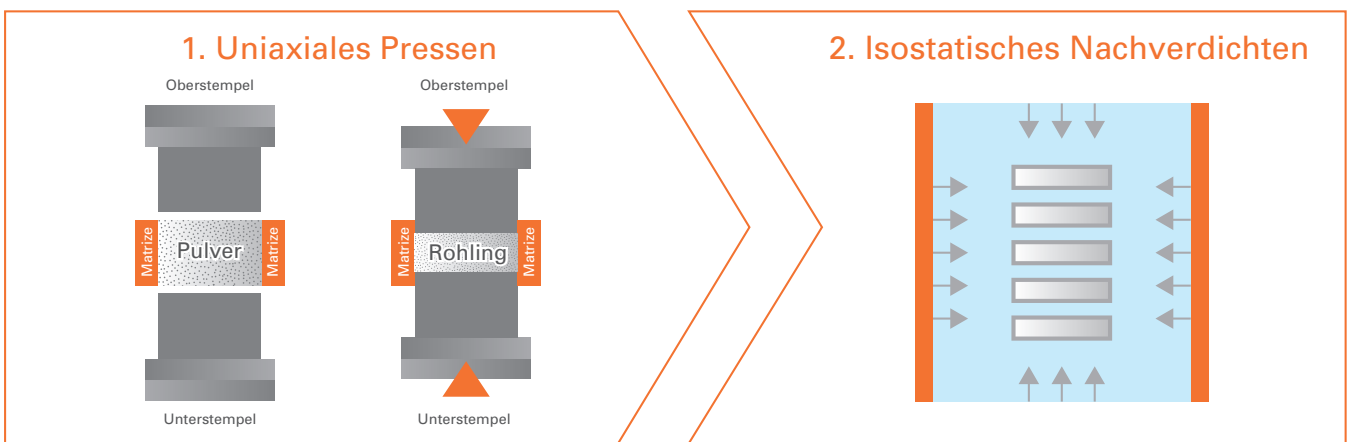 1. Uniaxiales Pressen
Oberstempel
Matrize
Pulver
Matrize
Unterstempel
Oberstempel
Matrize
Rohling
Matrize
Unterstempel
2. Isostatisches Nachverdichten